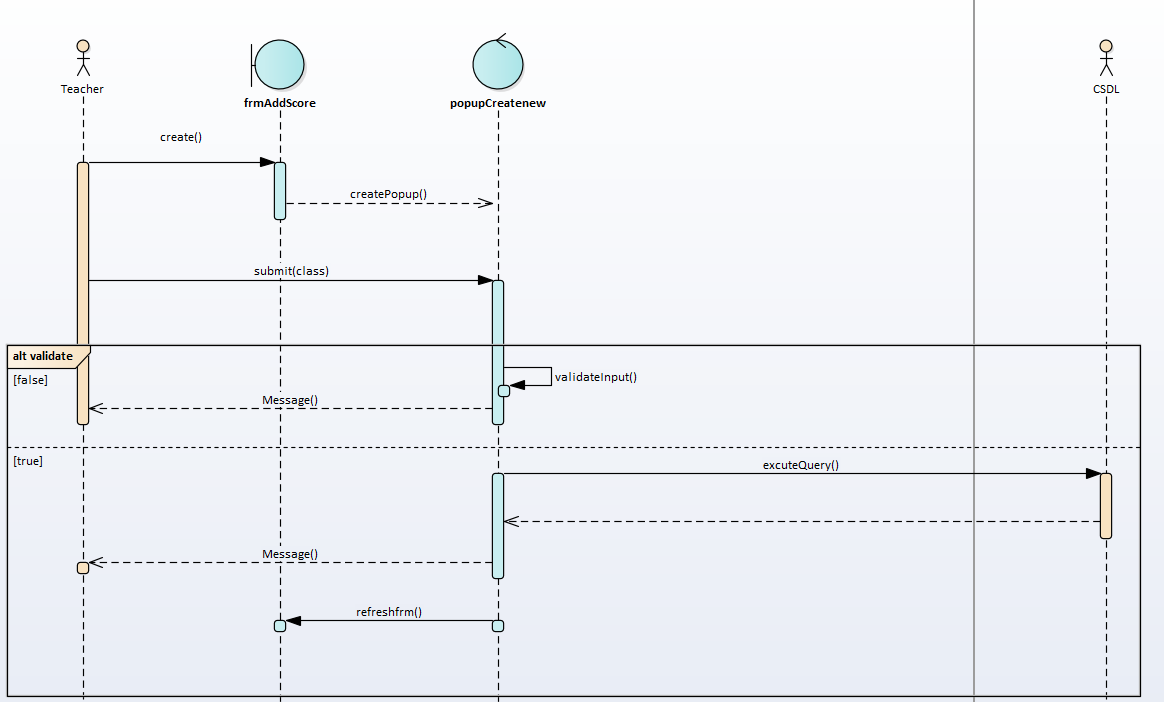 Teacher
frmAddScore
popupCreatenew
CSDL
create()
createPopup()
submit(class)
alt validate
[false]
validateInput()
Message()
[true]
excuteQuery()
Message()
refreshfrm()